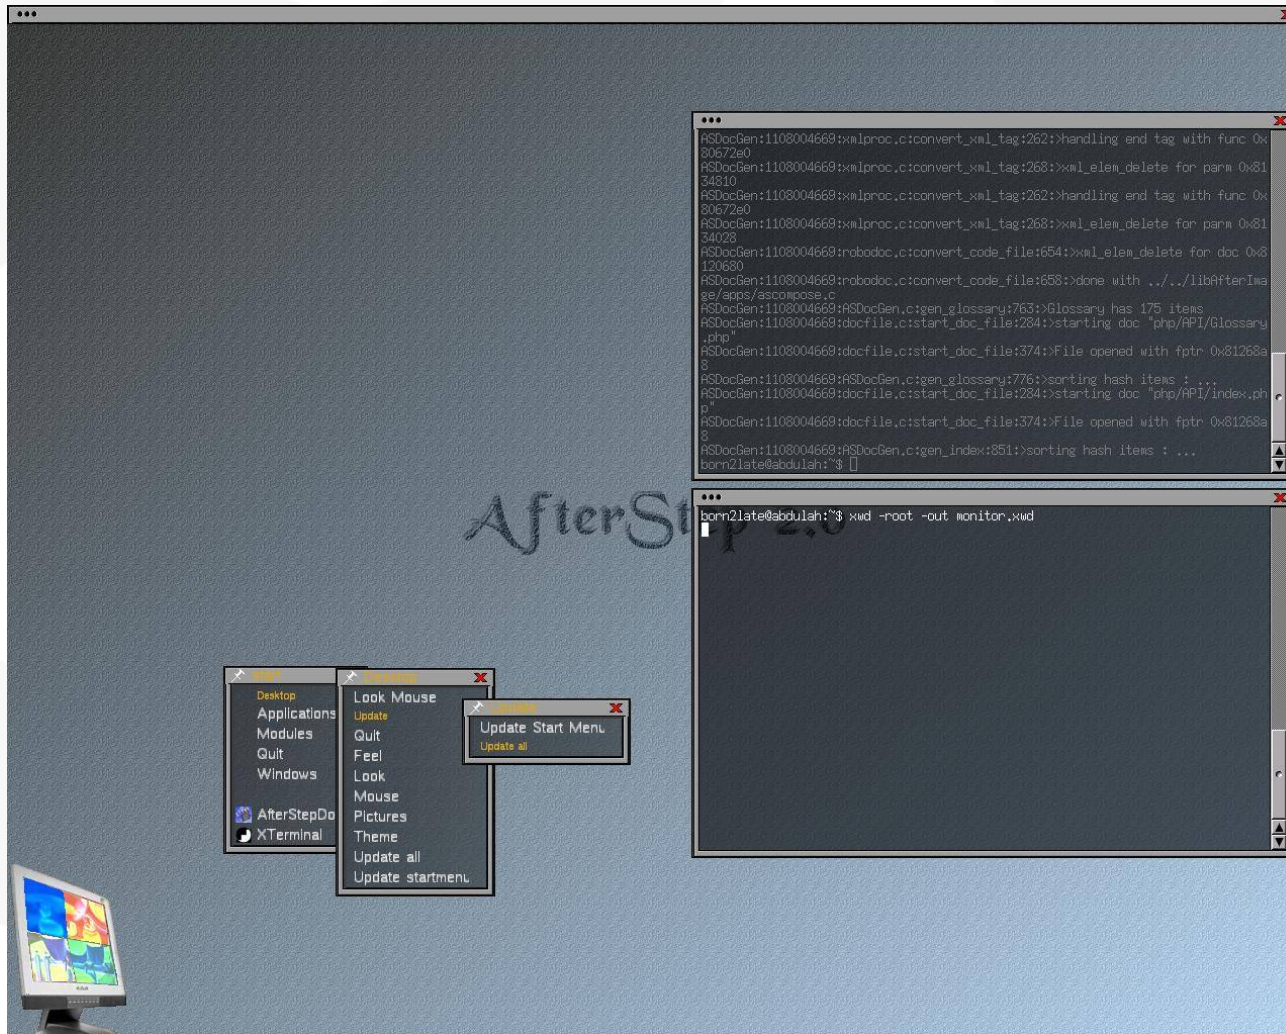 ASDocGen:1108004669:xmlproc.c:convert_xml_tag:262:>handling end tag with func 0x
80672e0
ASDocGen:1108004669:xmlproc.c:convert_xml_tag:268:>xml_elem_delete for parm 0x81
34810
ASDocGen:1108004669:xmlproc.c:convert_xml_tag:262:>handling end tag with func 0x
80672e0
ASDocGen:1108004669:xmlproc.c:convert_xml_tag:268:>xml_elem_delete for parm 0x81
34028
ASDocGen:1108004669:robodoc.c:convert_code_file:654:>xml_elem_delete for doc 0x8
120680
ASDocGen:1108004669:robodoc.c:convert_code_file:658:>done with ../../libAfterIma
ge/apps/ascompose.c
ASDocGen:1108004669:ASDocGen.c:gen_glossary:763:>Glossary has 175 items
ASDocGen:1108004669:docfile.c:start_doc_file:284:>starting doc "php/API/Glossary
.php"
ASDocGen:1108004669:docfile.c:start_doc_file:374:>File opened with fptr 0x81268a
8
ASDocGen:1108004669:ASDocGen.c:gen_glossary:776:>sorting hash items : ...
ASDocGen:1108004669:docfile.c:start_doc_file:284:>starting doc "php/API/index.ph
p"
ASDocGen:1108004669:docfile.c:start_doc_file:374:>File opened with fptr 0x81268a
8
ASDocGen:1108004669:ASDocGen.c:gen_index:851:>sorting hash items : ...
born2late@abdulah:~$
AfterStep 2.0
born2late@abdulah:~$ xwd -root -out monitor.xwd
Start
Desktop
Applications
Modules
Quit
Windows
AfterStepDo
XTerminal
Desktop
Look Mouse
Update
Quit
Feel
Look
Mouse
Pictures
Theme
Update all
Update startmenu
Update
Update Start Menu
Update all